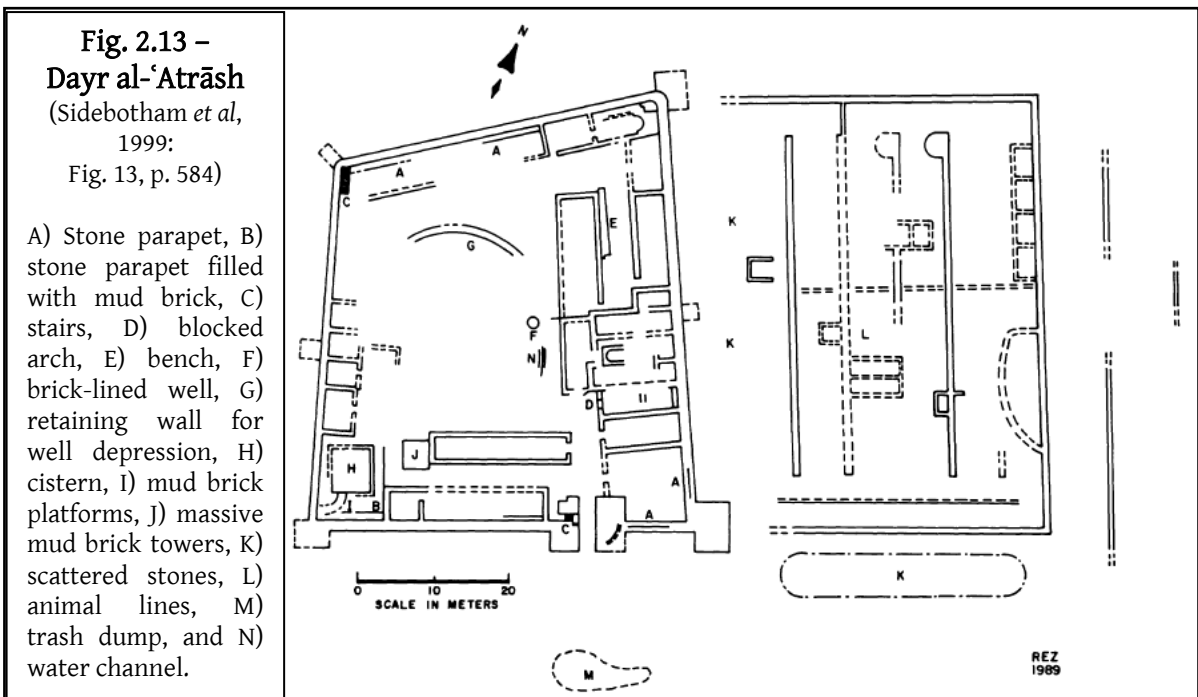 Fig. 2.13 –
Dayr al-ʿAtrāsh
(Sidebotham et al,
1999:
Fig. 13, p. 584)
A) Stone parapet, B)
stone parapet filled
with mud brick, C)
stairs, D) blocked
arch, E) bench, F)
brick-lined well, G)
retaining wall for
well depression, H)
cistern, I) mud brick
platforms, J) massive
mud brick towers, K)
scattered stones, L)
animal lines, M)
trash dump, and N)
water channel.
N
A
A
C
G
E
K
F
N
K
L
D
II
J
H
A
I
B
A
C
K
0 10 20
SCALE IN METERS
M
REZ
1989